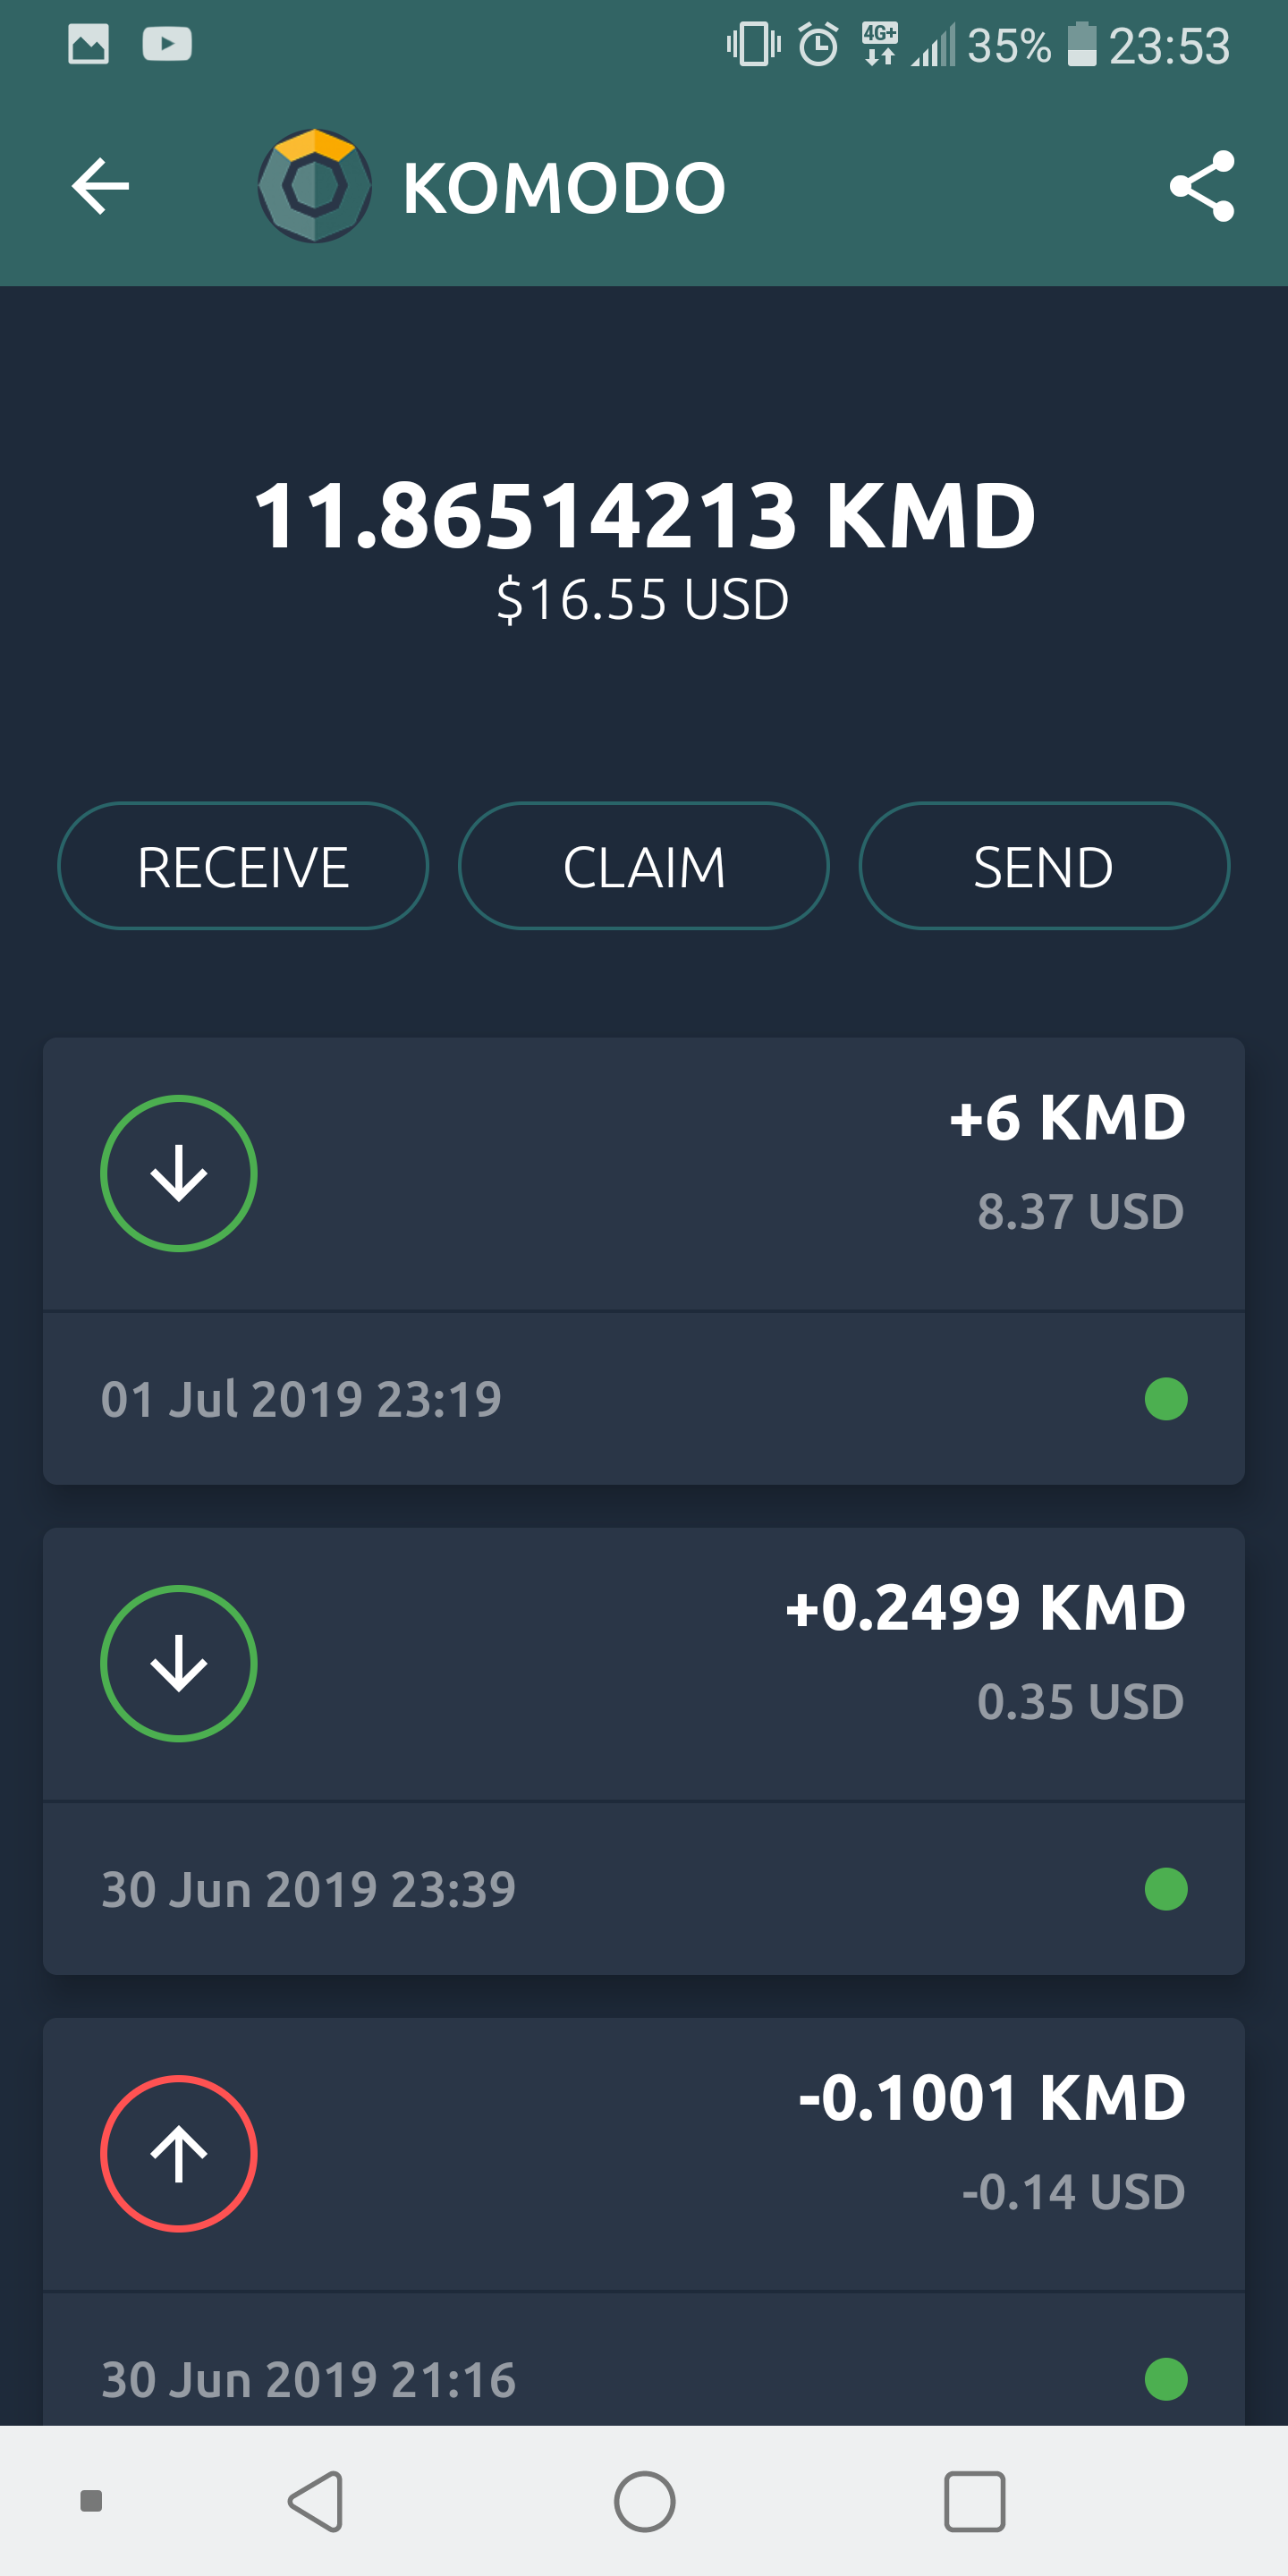 4G+ 35% 23:53
KOMODO
11.86514213 KMD
$16.55 USD
RECEIVE CLAIM SEND
+6 KMD
8.37 USD
01 Jul 2019 23:19
+0.2499 KMD
0.35 USD
30 Jun 2019 23:39
-0.1001 KMD
-0.14 USD
30 Jun 2019 21:16